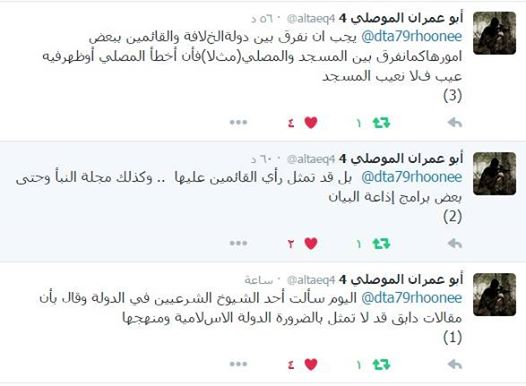 أبو عمران الموصلي 4 @altaeq4 · ٥٦ د
@dta79rhoonee يجب ان نفرق بين دولةالخلافة والقائمين ببعض
امورهاكمانفرق بين المسجد والمصلي(مثلا)فأن أخطأ المصلي أوظهرفيه
عيب فلا نعيب المسجد
(3)
١ ٤
أبو عمران الموصلي 4 @altaeq4 · ٦٠ د
@dta79rhoonee بل قد تمثل رأي القائمين عليها .. وكذلك مجلة النبأ وحتى
بعض برامج إذاعة البيان
(2)
١ ٢
أبو عمران الموصلي 4 @altaeq4 · ساعة
@dta79rhoonee اليوم سألت أحد الشيوخ الشرعيين في الدولة وقال بأن
مقالات دابق قد لا تمثل بالضرورة الدولة الاسلامية ومنهجها
(1)
١ ٤